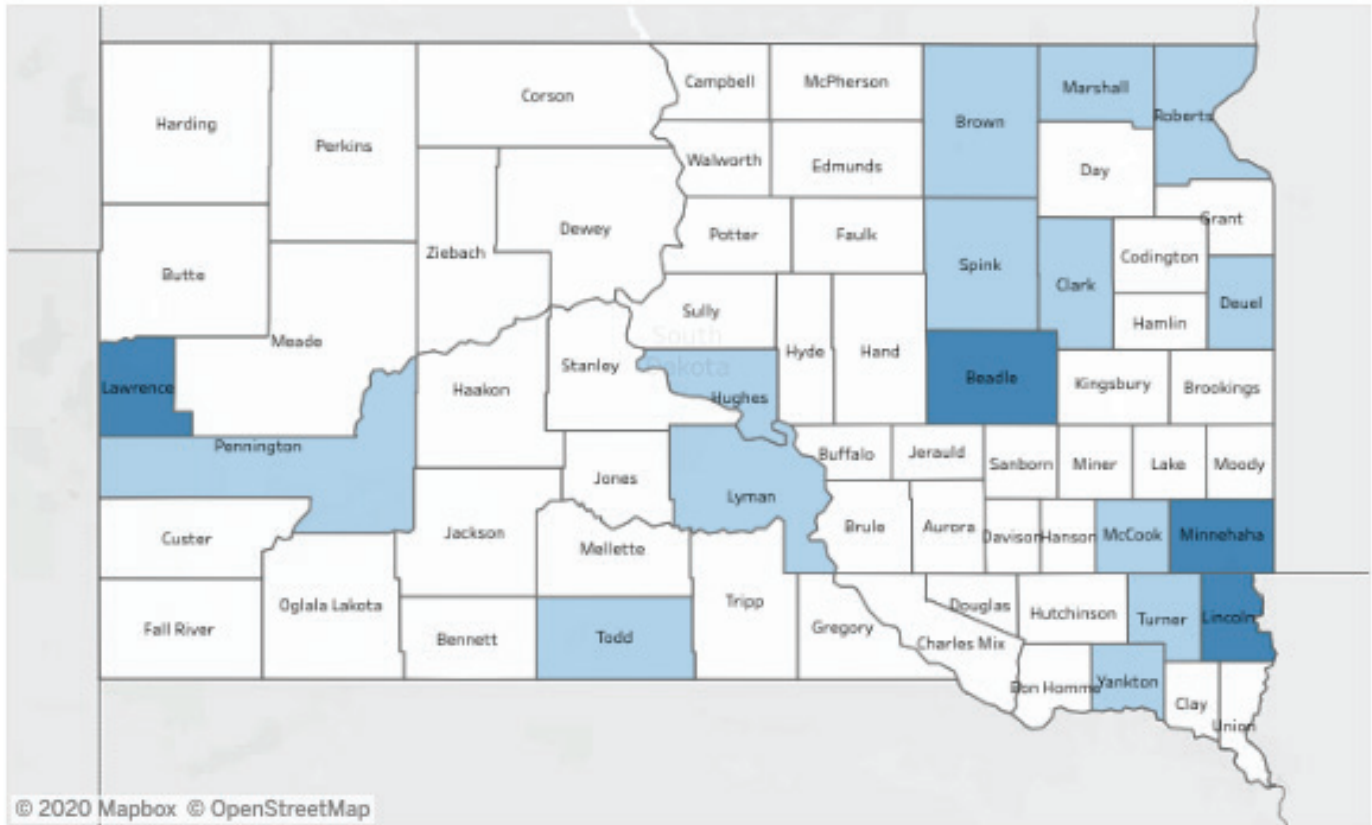 Campbell
McPherson
Corson
Harding
Perkins
Brown
Marshall
Roberts
Walworth
Edmunds
Day
Dewey
Ziebach
Potter
Faulk
Grant
Butte
Spink
Clark
Codington
Deuel
Sully
Hamlin
South
Dakota
Meade
Stanley
Hyde
Hand
Lawrence
Haakon
Hughes
Beadle
Kingsbury
Brookings
Pennington
Buffalo
Jerauld
Sanborn
Miner
Lake
Moody
Jones
Lyman
Custer
Jackson
Mellette
Brule
Aurora
Davison
Hanson
McCook
Minnehaha
Fall River
Oglala Lakota
Bennett
Todd
Tripp
Gregory
Douglas
Hutchinson
Turner
Lincoln
Charles Mix
Bon Homme
Yankton
Clay
Union
© 2020 Mapbox © OpenStreetMap